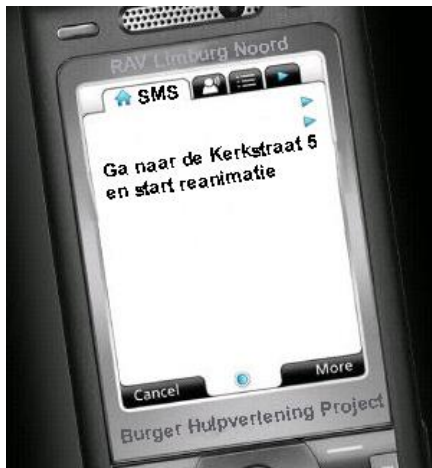 RAV Limburg Noord
SMS
Ga naar de Kerkstraat 5
en start reanimatie
Cancel
More
Burger Hulpverlening Project